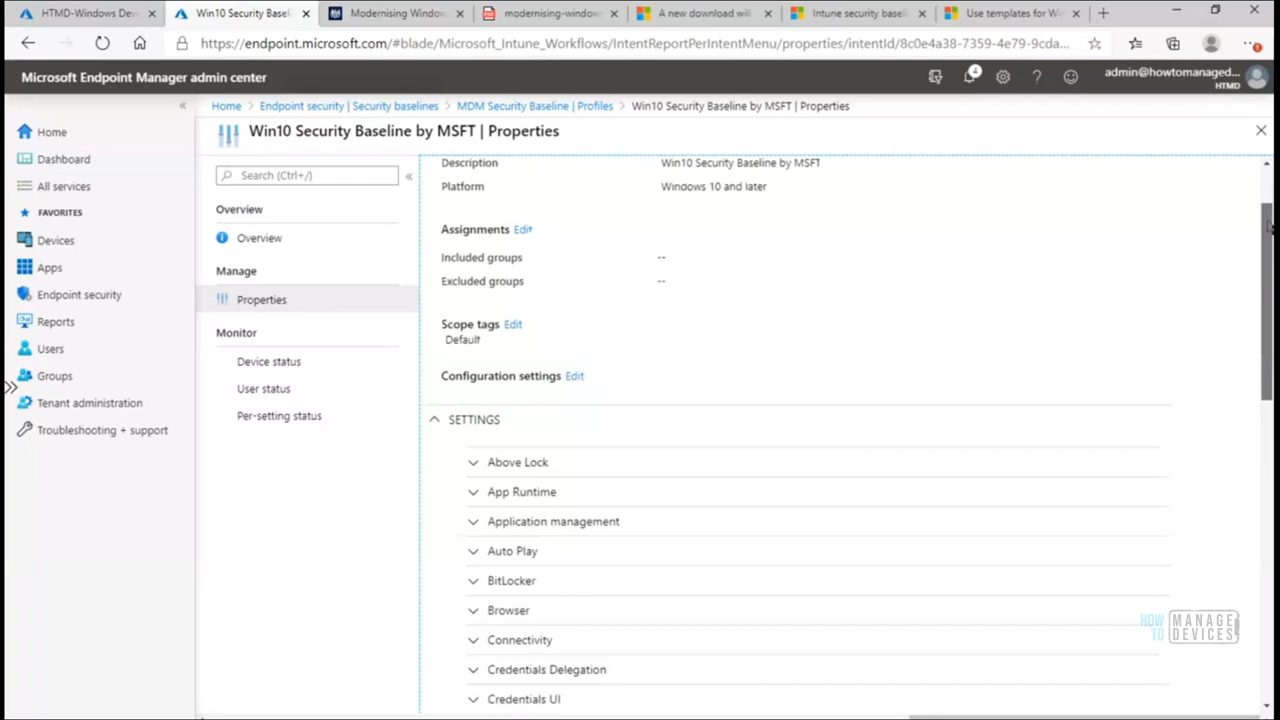 HTMD-Windows Dev
Win10 Security Baseli
Modernising Window
modernising-window
A new download will
Intune security baselin
Use templates for Win
https://endpoint.microsoft.com/#blade/Microsoft_Intune_Workflows/IntentReportPerIntentMenu/properties/intentId/8c0e4a38-7359-4e79-9cda...
Microsoft Endpoint Manager admin center
4
admin@howtomanaged...
HTMD
Home > Endpoint security | Security baselines > MDM Security Baseline | Profiles > Win10 Security Baseline by MSFT | Properties
Win10 Security Baseline by MSFT | Properties
Home
Dashboard
All services
FAVORITES
Devices
Apps
Endpoint security
Reports
Users
Groups
Tenant administration
Troubleshooting + support
Search (Ctrl+/)
Overview
Overview
Manage
Properties
Monitor
Device status
User status
Per-setting status
Description Win10 Security Baseline by MSFT
Platform Windows 10 and later
Assignments Edit
Included groups --
Excluded groups --
Scope tags Edit
Default
Configuration settings Edit
SETTINGS
Above Lock
App Runtime
Application management
Auto Play
BitLocker
Browser
Connectivity
Credentials Delegation
Credentials UI
HOW TO MANAGE DEVICES